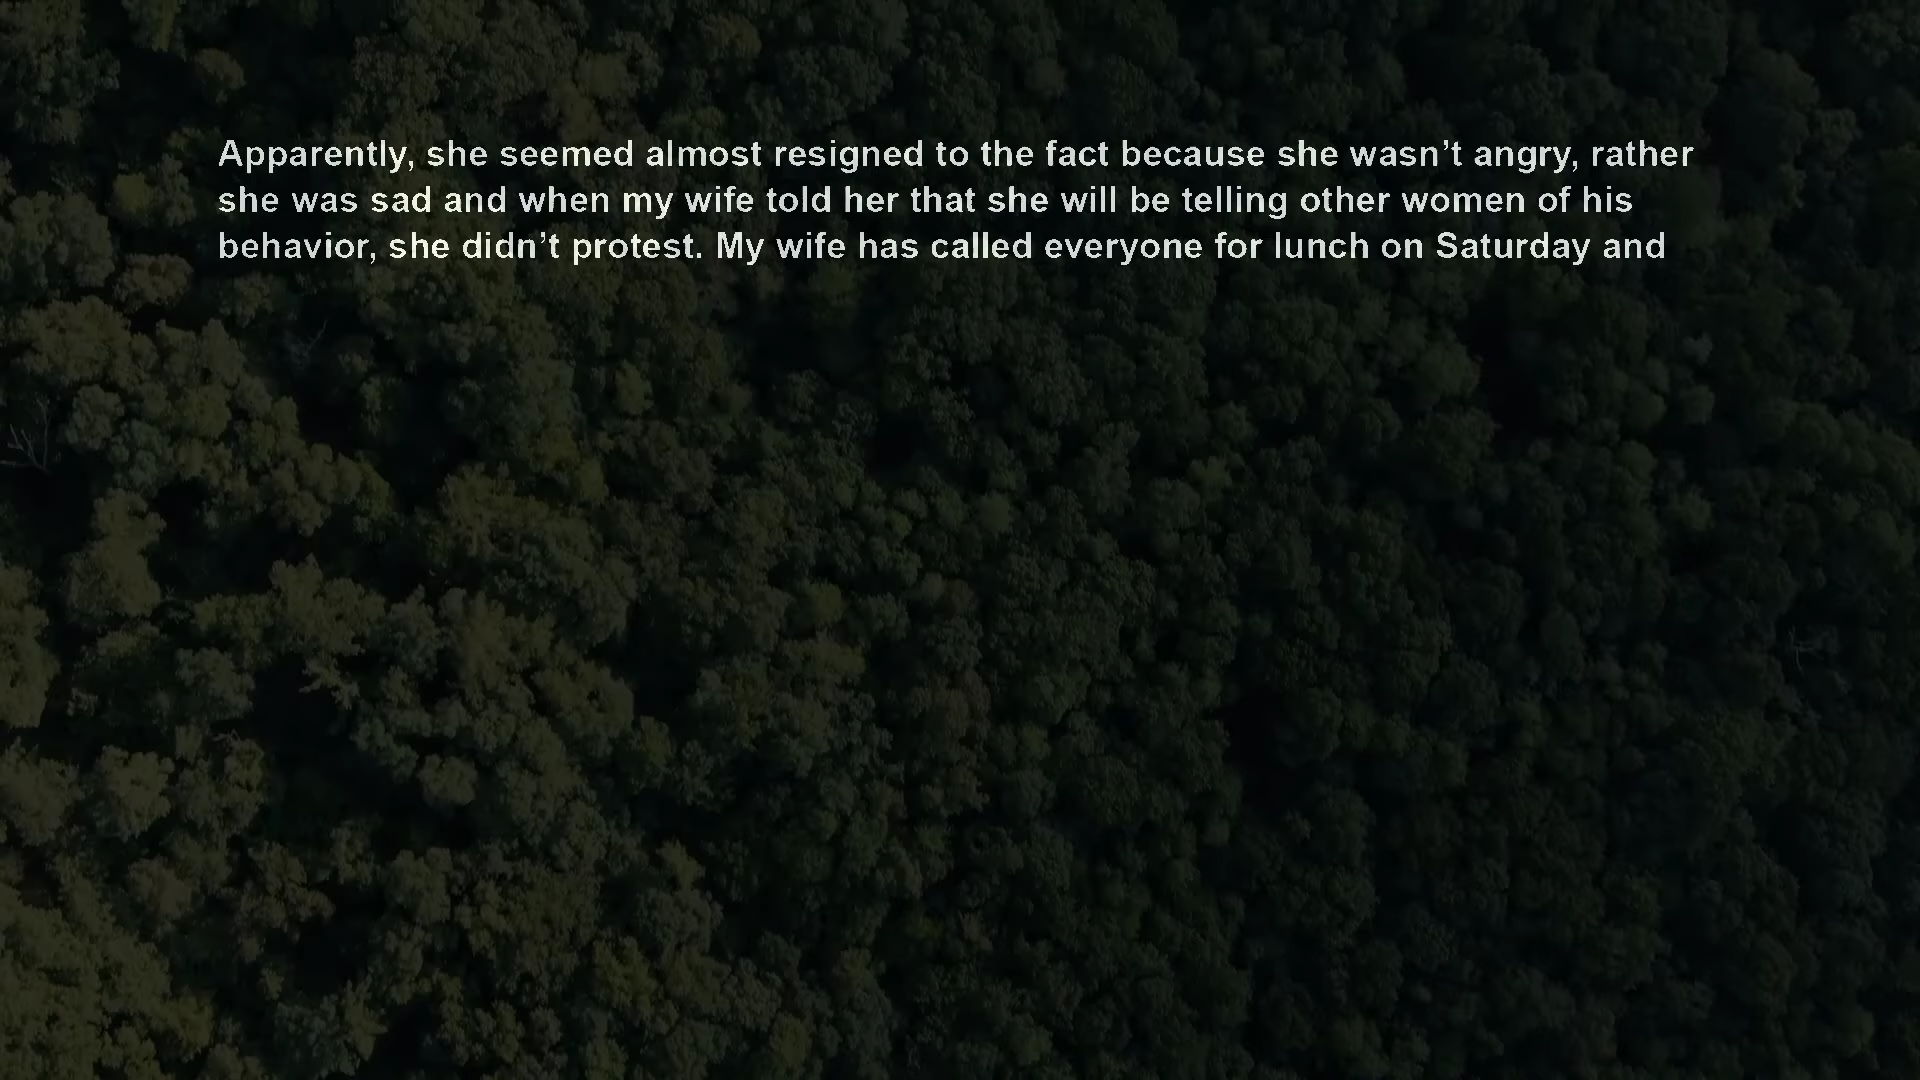 Apparently, she seemed almost resigned to the fact because she wasn’t angry, rather
she was sad and when my wife told her that she will be telling other women of his
behavior, she didn’t protest. My wife has called everyone for lunch on Saturday and